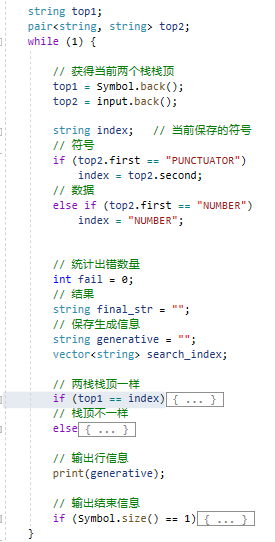 string top1;
pair<string, string> top2;
while (1) {
// 获得当前两个栈栈顶
top1 = Symbol.back();
top2 = input.back();
string index;   // 当前保存的符号
// 符号
if (top2.first == "PUNCTUATOR")
index = top2.second;
// 数据
else if (top2.first == "NUMBER")
index = "NUMBER";
// 统计出错数量
int fail = 0;
// 结果
string final_str = "";
// 保存生成信息
string generative = "";
vector<string> search_index;
// 两栈栈顶一样
if (top1 == index){ ... }
// 栈顶不一样
else{ ... }
// 输出行信息
print(generative);
// 输出结束信息
if (Symbol.size() == 1){ ... }
}